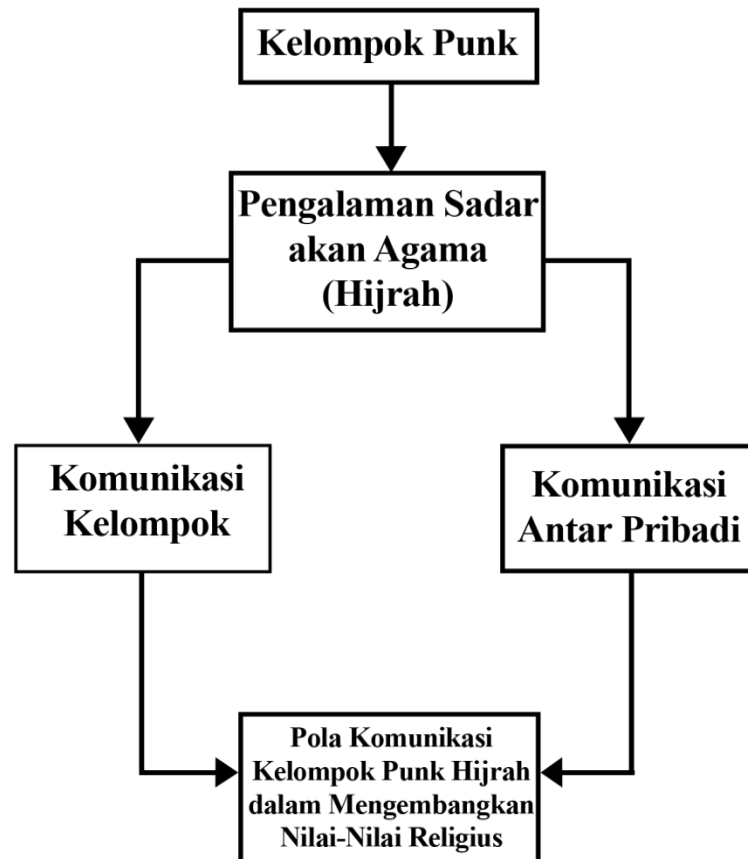 Kelompok Punk
Pengalaman Sadar
akan Agama
(Hijrah)
Komunikasi
Kelompok
Komunikasi
Antar Pribadi
Pola Komunikasi
Kelompok Punk Hijrah
dalam Mengembangkan
Nilai-Nilai Religius